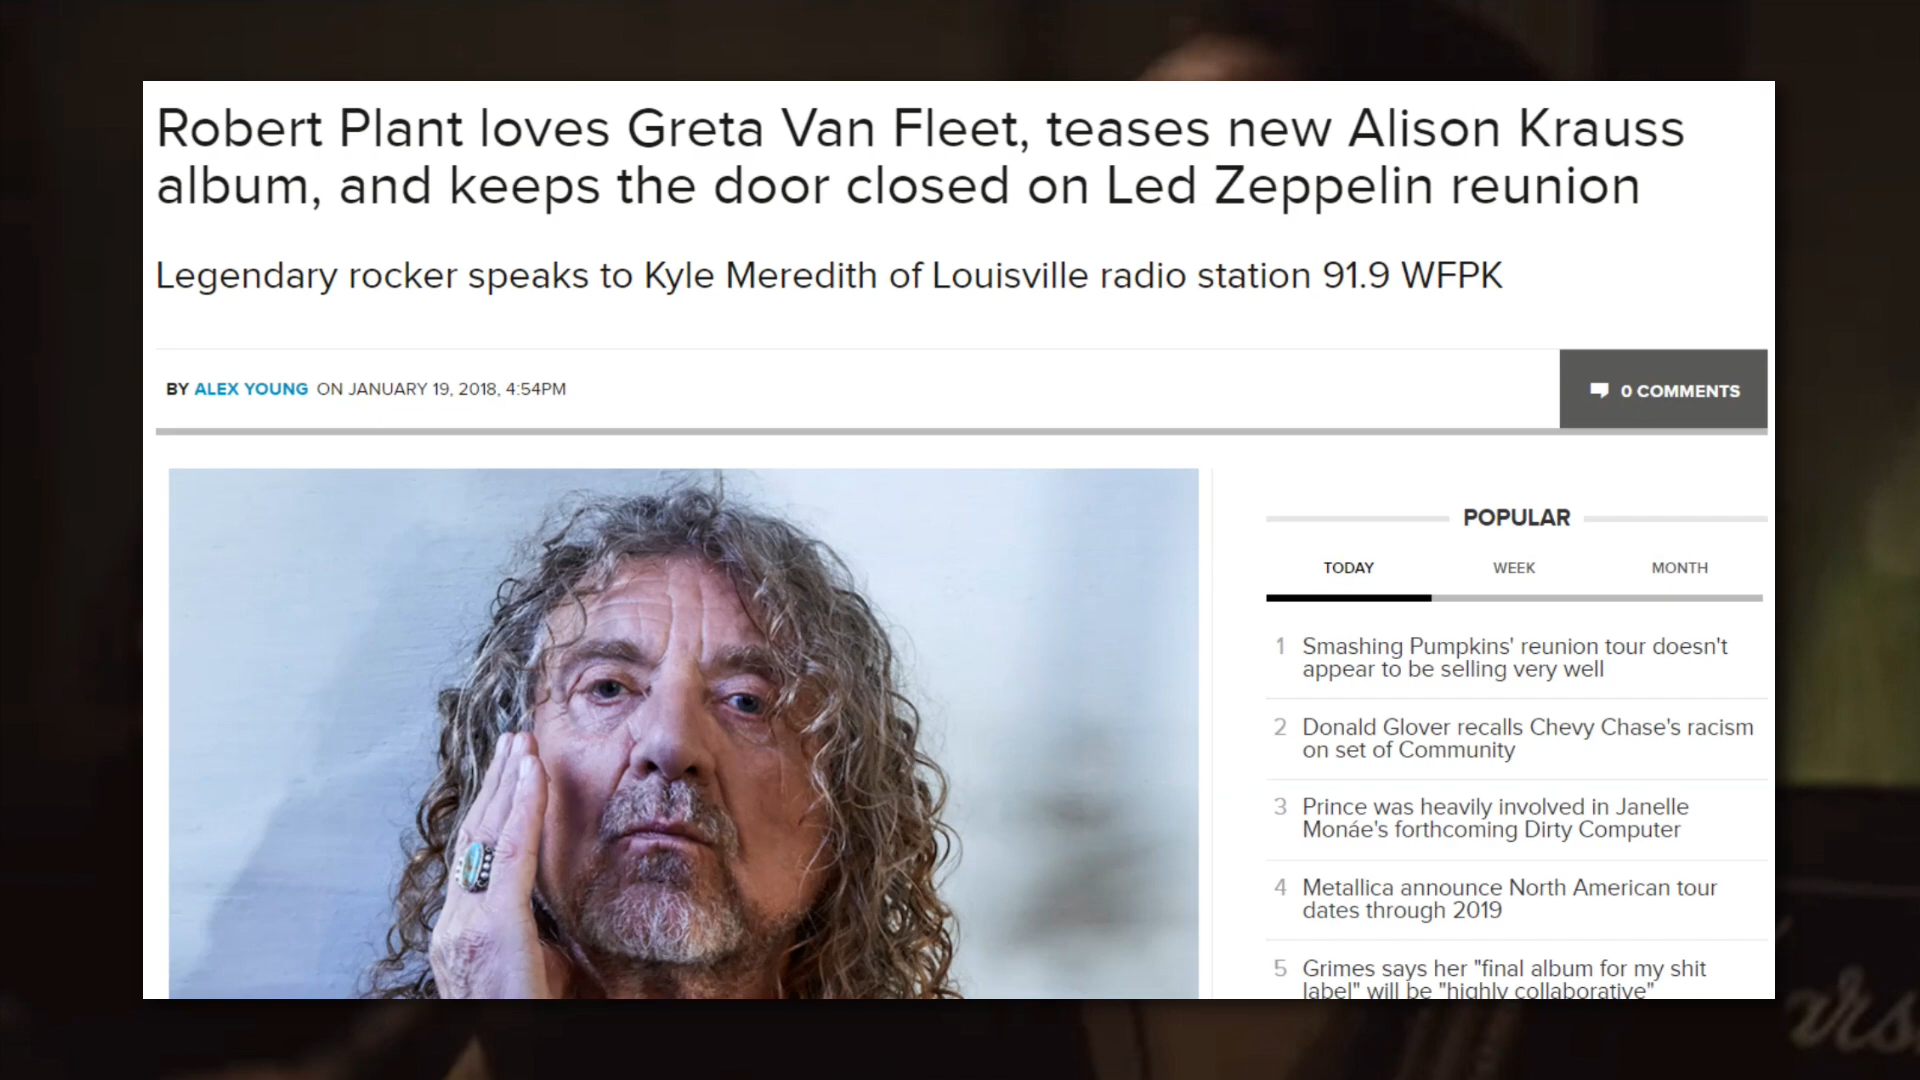 Robert Plant loves Greta Van Fleet, teases new Alison Krauss
album, and keeps the door closed on Led Zeppelin reunion
Legendary rocker speaks to Kyle Meredith of Louisville radio station 91.9 WFPK
BY ALEX YOUNG ON JANUARY 19, 2018, 4:54PM
0 COMMENTS
POPULAR
TODAY WEEK MONTH
1 Smashing Pumpkins' reunion tour doesn't
appear to be selling very well
2 Donald Glover recalls Chevy Chase's racism
on set of Community
3 Prince was heavily involved in Janelle
Monáe's forthcoming Dirty Computer
4 Metallica announce North American tour
dates through 2019
5 Grimes says her "final album for my shit
label" will be "highly collaborative"